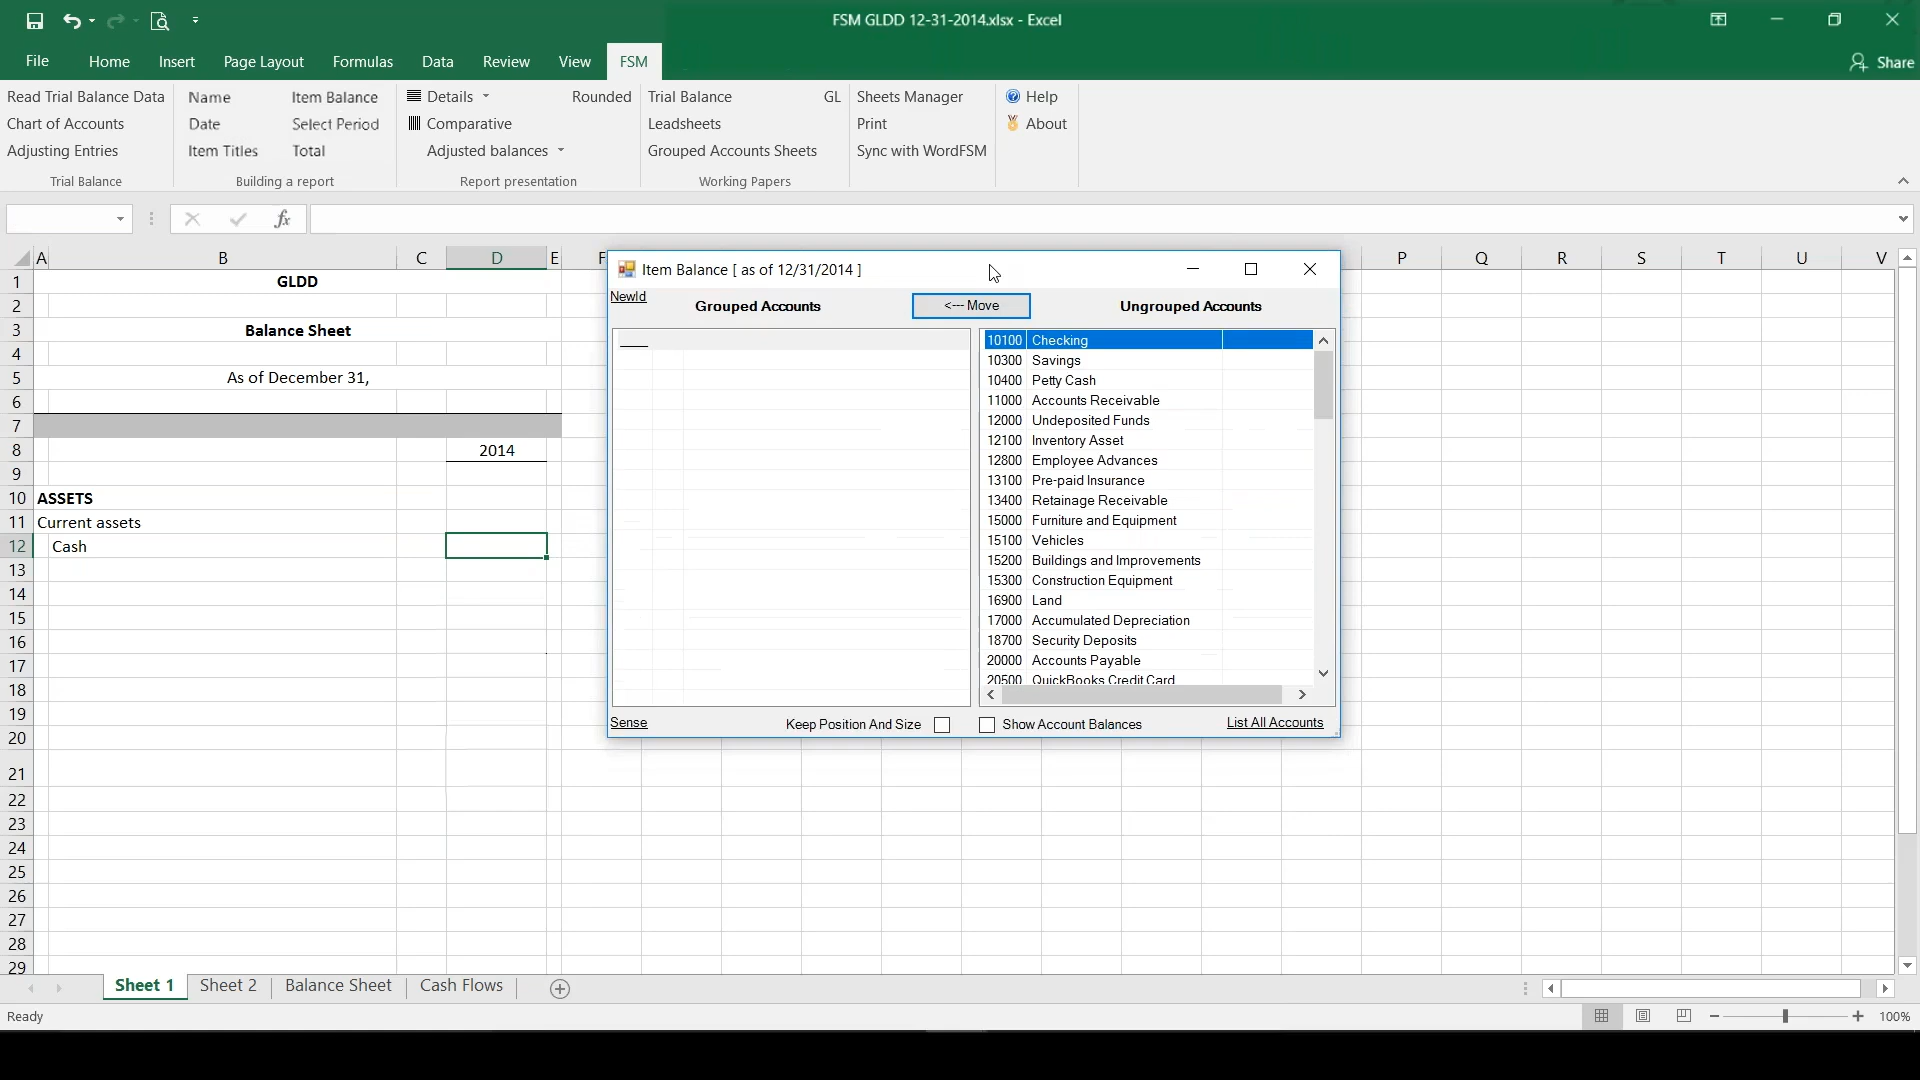 FSM GLDD 12-31-2014.xlsx - Excel
File Home Insert Page Layout Formulas Data Review View FSM Share
Read Trial Balance Data Name Item Balance Details Rounded Trial Balance GL Sheets Manager Help
Chart of Accounts Date Select Period Comparative Leadsheets Print About
Adjusting Entries Item Titles Total Adjusted balances Grouped Accounts Sheets Sync with WordFSM
Trial Balance Building a report Report presentation Working Papers
fx
A B C D E F P Q R S T U V
1 GLDD
2
3 Balance Sheet
4
5 As of December 31,
6
7
8 2014
9
10 ASSETS
11 Current assets
12 Cash
13
14
15
16
17
18
19
20
21
22
23
24
25
26
27
28
29
Item Balance [ as of 12/31/2014 ]
NewId Grouped Accounts <--- Move Ungrouped Accounts
10100 Checking
10300 Savings
10400 Petty Cash
11000 Accounts Receivable
12000 Undeposited Funds
12100 Inventory Asset
12800 Employee Advances
13100 Pre-paid Insurance
13400 Retainage Receivable
15000 Furniture and Equipment
15100 Vehicles
15200 Buildings and Improvements
15300 Construction Equipment
16900 Land
17000 Accumulated Depreciation
18700 Security Deposits
20000 Accounts Payable
20500 QuickBooks Credit Card
Sense Keep Position And Size Show Account Balances List All Accounts
Sheet 1 Sheet 2 Balance Sheet Cash Flows
Ready 100%